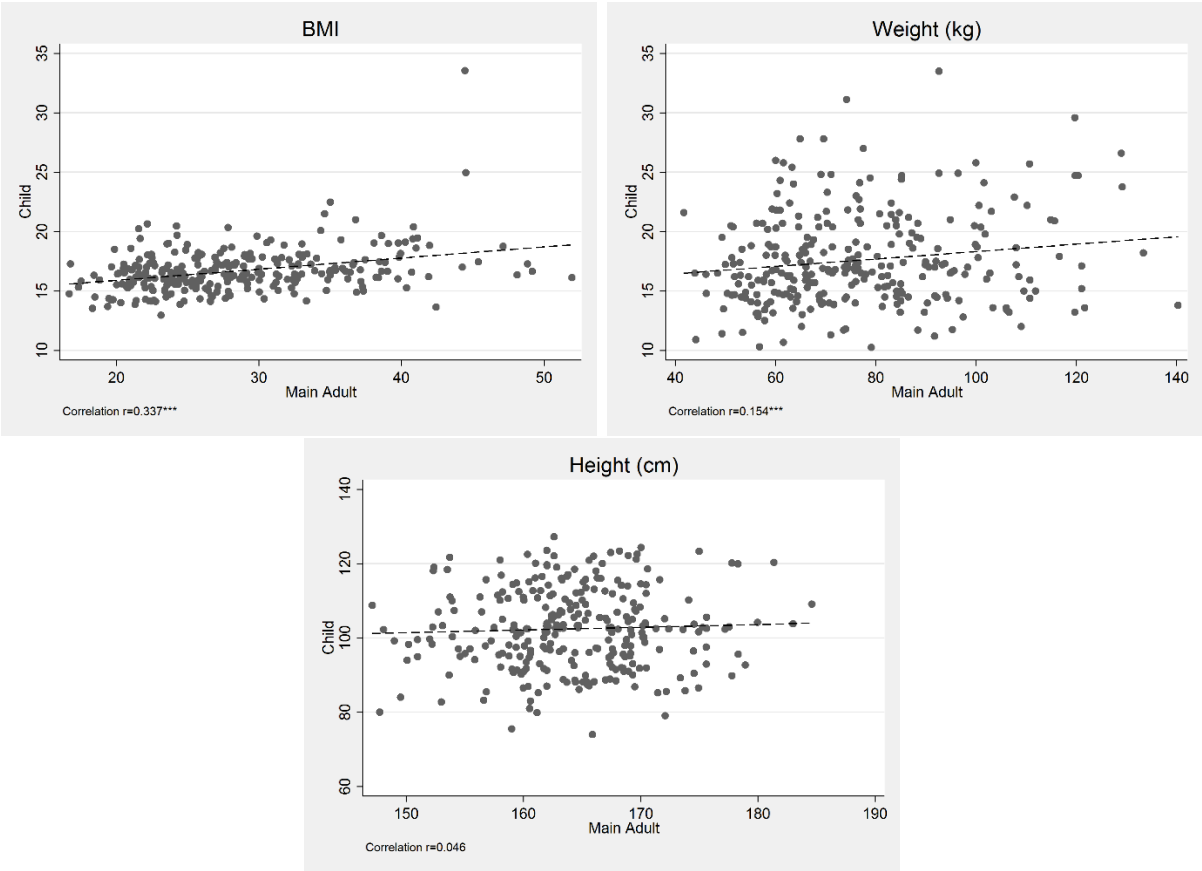 BMI
35
30
25
20
15
10
Child
20 30 40 50
Main Adult
Correlation r=0.337***
Weight (kg)
35
30
25
20
15
10
Child
40 60 80 100 120 140
Main Adult
Correlation r=0.154***
Height (cm)
140
120
100
80
60
Child
150 160 170 180 190
Main Adult
Correlation r=0.046